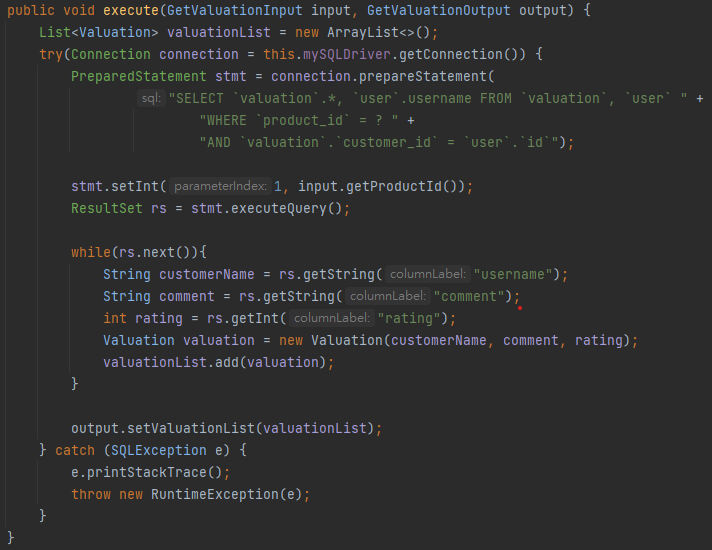 public void execute(GetValuationInput input, GetValuationOutput output) {
    List<Valuation> valuationList = new ArrayList<>();
    try(Connection connection = this.mySQLDriver.getConnection()) {
        PreparedStatement stmt = connection.prepareStatement(
                sql: "SELECT `valuation`.*, `user`.username FROM `valuation`, `user` " +
                        "WHERE `product_id` = ? " +
                        "AND `valuation`.`customer_id` = `user`.`id`");

        stmt.setInt( parameterIndex: 1, input.getProductId());
        ResultSet rs = stmt.executeQuery();

        while(rs.next()){
            String customerName = rs.getString( columnLabel: "username");
            String comment = rs.getString( columnLabel: "comment");
            int rating = rs.getInt( columnLabel: "rating");
            Valuation valuation = new Valuation(customerName, comment, rating);
            valuationList.add(valuation);
        }

        output.setValuationList(valuationList);
    } catch (SQLException e) {
        e.printStackTrace();
        throw new RuntimeException(e);
    }
}